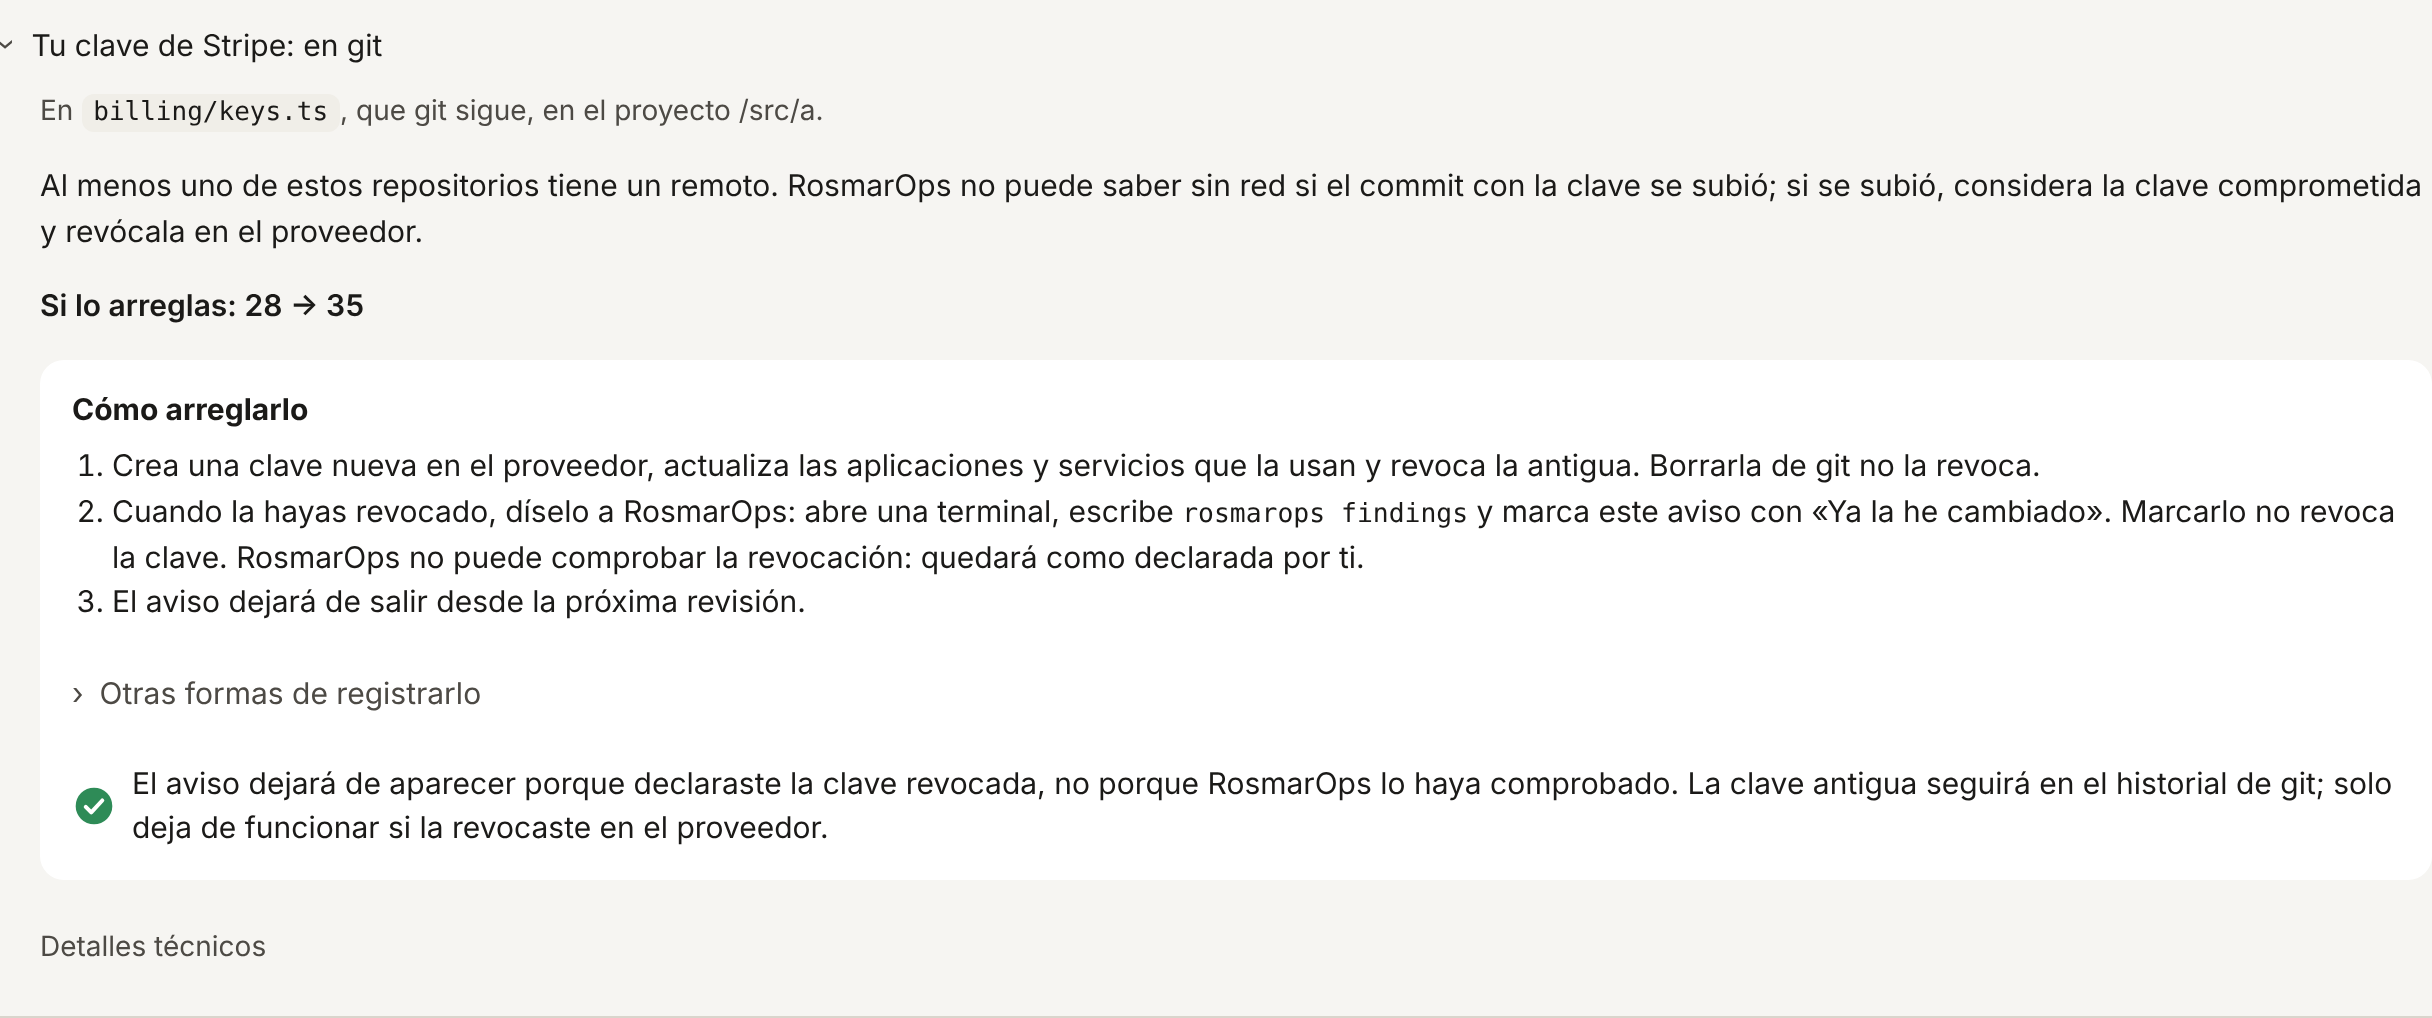 Tu clave de Stripe: en git
En billing/keys.ts, que git sigue, en el proyecto /src/a.
Al menos uno de estos repositorios tiene un remoto. RosmarOps no puede saber sin red si el commit con la clave se subió; si se subió, considera la clave comprometida
y revócala en el proveedor.
Si lo arreglas: 28 → 35
Cómo arreglarlo
1. Crea una clave nueva en el proveedor, actualiza las aplicaciones y servicios que la usan y revoca la antigua. Borrarla de git no la revoca.
2. Cuando la hayas revocado, díselo a RosmarOps: abre una terminal, escribe rosmarops findings y marca este aviso con «Ya la he cambiado». Marcarlo no revoca
la clave. RosmarOps no puede comprobar la revocación: quedará como declarada por ti.
3. El aviso dejará de salir desde la próxima revisión.
› Otras formas de registrarlo
El aviso dejará de aparecer porque declaraste la clave revocada, no porque RosmarOps lo haya comprobado. La clave antigua seguirá en el historial de git; solo
deja de funcionar si la revocaste en el proveedor.
Detalles técnicos